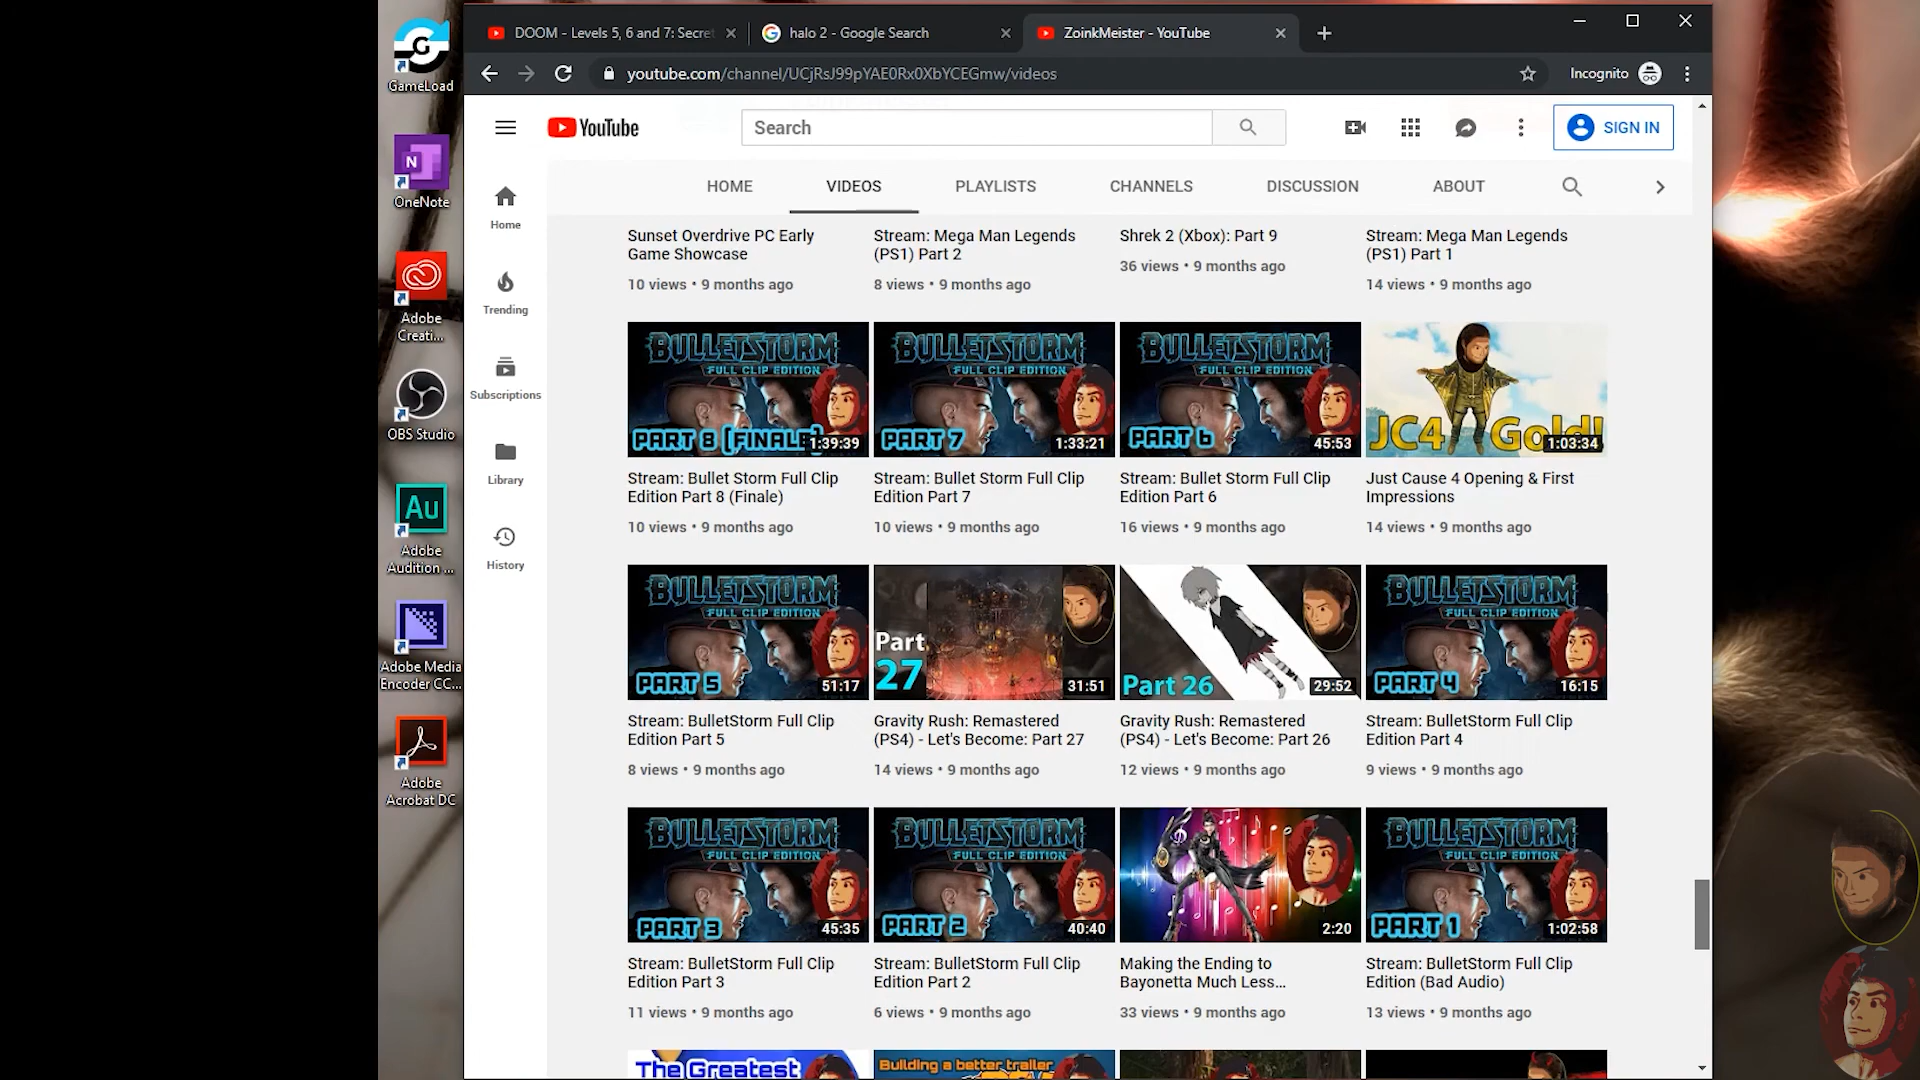 GameLoad
OneNote
Adobe
Creati...
OBS Studio
Au
Adobe
Audition ...
Adobe Media
Encoder CC...
Adobe
Acrobat DC
DOOM - Levels 5, 6 and 7: Secret
halo 2 - Google Search
ZoinkMeister - YouTube
youtube.com/channel/UCjRsJ99pYAE0Rx0XbYCEGmw/videos
Incognito
YouTube
Search
SIGN IN
Home
Trending
Subscriptions
Library
History
HOME
VIDEOS
PLAYLISTS
CHANNELS
DISCUSSION
ABOUT
Sunset Overdrive PC Early
Game Showcase
10 views • 9 months ago
Stream: Mega Man Legends
(PS1) Part 2
8 views • 9 months ago
Shrek 2 (Xbox): Part 9
36 views • 9 months ago
Stream: Mega Man Legends
(PS1) Part 1
14 views • 9 months ago
BULLETSTORM
FULL CLIP EDITION
PART 8 (FINALE)
1:39:39
Stream: Bullet Storm Full Clip
Edition Part 8 (Finale)
10 views • 9 months ago
BULLETSTORM
FULL CLIP EDITION
PART 7
1:33:21
Stream: Bullet Storm Full Clip
Edition Part 7
10 views • 9 months ago
BULLETSTORM
FULL CLIP EDITION
PART 6
45:53
Stream: Bullet Storm Full Clip
Edition Part 6
16 views • 9 months ago
JC4 Gold!
1:03:34
Just Cause 4 Opening & First
Impressions
14 views • 9 months ago
BULLETSTORM
FULL CLIP EDITION
PART 5
51:17
Stream: BulletStorm Full Clip
Edition Part 5
8 views • 9 months ago
Part
27
31:51
Gravity Rush: Remastered
(PS4) - Let's Become: Part 27
14 views • 9 months ago
Part 26
29:52
Gravity Rush: Remastered
(PS4) - Let's Become: Part 26
12 views • 9 months ago
BULLETSTORM
FULL CLIP EDITION
PART 4
16:15
Stream: BulletStorm Full Clip
Edition Part 4
9 views • 9 months ago
BULLETSTORM
FULL CLIP EDITION
PART 3
45:35
Stream: BulletStorm Full Clip
Edition Part 3
11 views • 9 months ago
BULLETSTORM
FULL CLIP EDITION
PART 2
40:40
Stream: BulletStorm Full Clip
Edition Part 2
6 views • 9 months ago
2:20
Making the Ending to
Bayonetta Much Less...
33 views • 9 months ago
BULLETSTORM
FULL CLIP EDITION
PART 1
1:02:58
Stream: BulletStorm Full Clip
Edition (Bad Audio)
13 views • 9 months ago
The Greatest
Building a better trailer